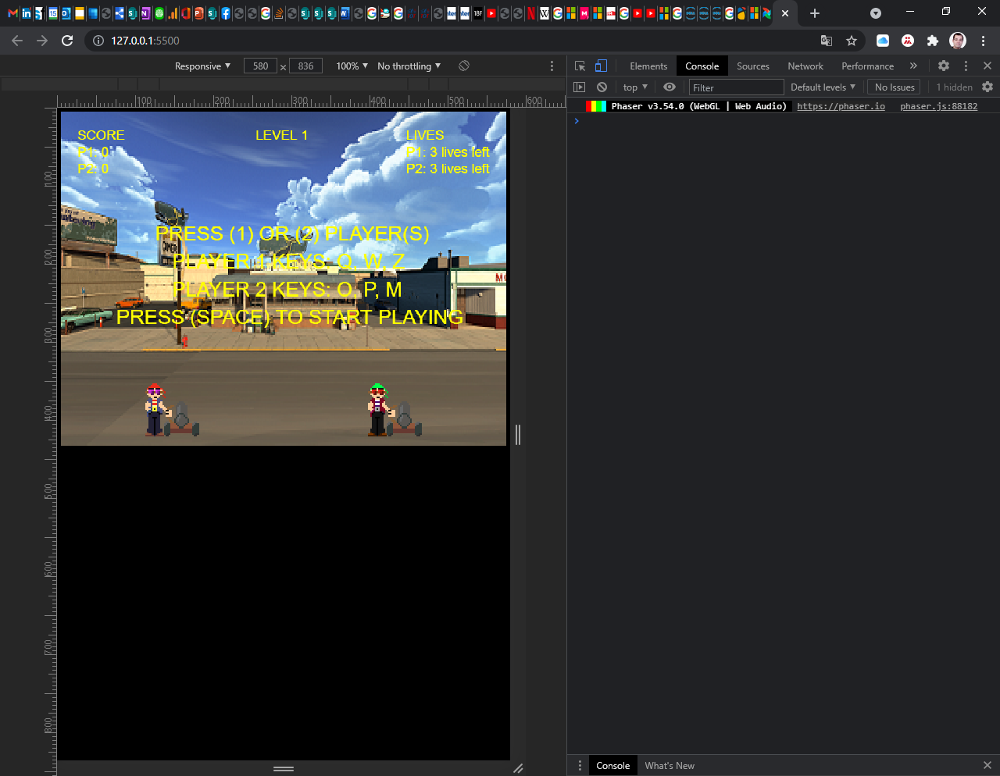 127.0.0.1:5500
Responsive
580 × 836
100%
No throttling
Elements
Console
Sources
Network
Performance
top
Filter
Default levels
No Issues
1 hidden
Phaser v3.54.0 (WebGL | Web Audio) https://phaser.io phaser.js:88182
100 200 300 400 500 600
100
200
300
400
500
600
700
800
SCORE
P1: 0
P2: 0
LEVEL 1
LIVES
P1: 3 lives left
P2: 3 lives left
PRESS (1) OR (2) PLAYER(S)
PLAYER 1 KEYS: Q, W, Z
PLAYER 2 KEYS: O, P, M
PRESS (SPACE) TO START PLAYING
Console
What's New